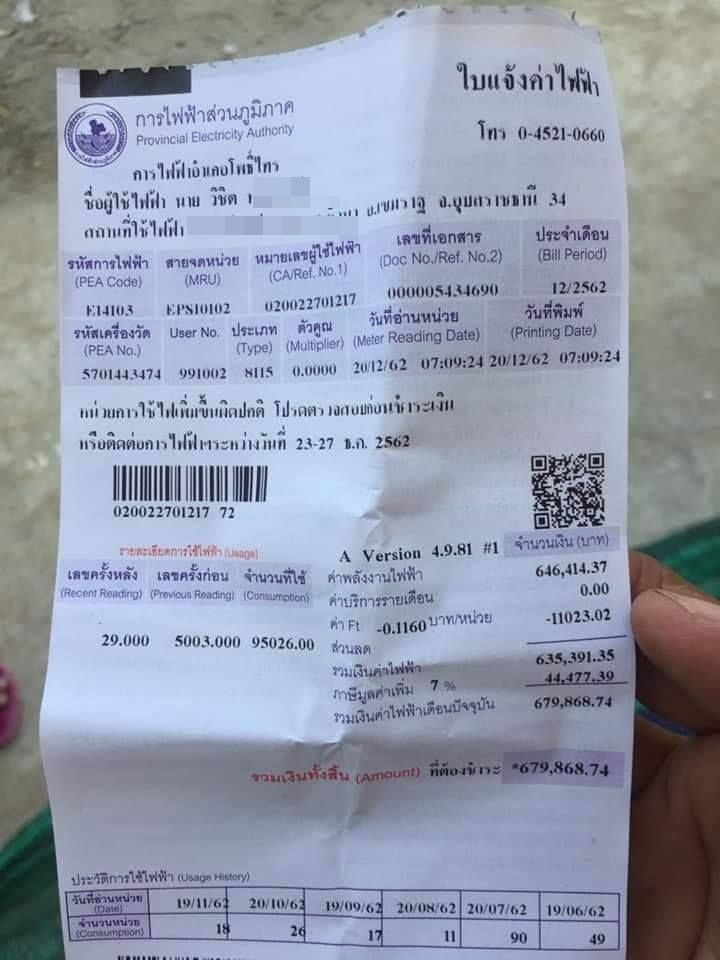 ใบแจ้งค่าไฟฟ้า
การไฟฟ้าส่วนภูมิภาค
Provincial Electricity Authority
โทร 0-4521-0660
การไฟฟ้าอำเภอโพธิ์ไทร
ชื่อผู้ใช้ไฟฟ้า นาย วิชิต
สถานที่ใช้ไฟฟ้า อ.เขมราฐ จ.อุบลราชธานี 34
รหัสการไฟฟ้า สายจดหน่วย หมายเลขผู้ใช้ไฟฟ้า เลขที่เอกสาร ประจำเดือน
(PEA Code) (MRU) (CA/Ref. No.1) (Doc No./Ref. No.2) (Bill Period)
E14103 EPS10102 020022701217 000005434690 12/2562
รหัสเครื่องวัด User No. ประเภท ตัวคูณ วันที่อ่านหน่วย วันที่พิมพ์
(PEA No.) (Type) (Multiplier) (Meter Reading Date) (Printing Date)
5701443474 991002 8115 0.0000 20/12/62 07:09:24 20/12/62 07:09:24
หน่วยการใช้ไฟเพิ่มขึ้นผิดปกติ โปรดตรวจสอบก่อนชำระเงิน
หรือติดต่อการไฟฟ้าฯระหว่างวันที่ 23-27 ธ.ค. 2562
020022701217 72
รายละเอียดการใช้ไฟฟ้า (Usage) A Version 4.9.81 #1 จำนวนเงิน (บาท)
เลขครั้งหลัง เลขครั้งก่อน จำนวนที่ใช้
(Recent Reading) (Previous Reading) (Consumption)
29.000 5003.000 95026.00
ค่าพลังงานไฟฟ้า 646,414.37
ค่าบริการรายเดือน 0.00
ค่า Ft -0.1160 บาท/หน่วย -11023.02
ส่วนลด
รวมเงินค่าไฟฟ้า 635,391.35
ภาษีมูลค่าเพิ่ม 7 % 44,477.39
รวมเงินค่าไฟฟ้าเดือนปัจจุบัน 679,868.74
รวมเงินทั้งสิ้น (Amount) ที่ต้องชำระ *679,868.74
ประวัติการใช้ไฟฟ้า (Usage History)
วันที่อ่านหน่วย (Date) 19/11/62 20/10/62 19/09/62 20/08/62 20/07/62 19/06/62
จำนวนหน่วย (Consumption) 18 26 17 11 90 49